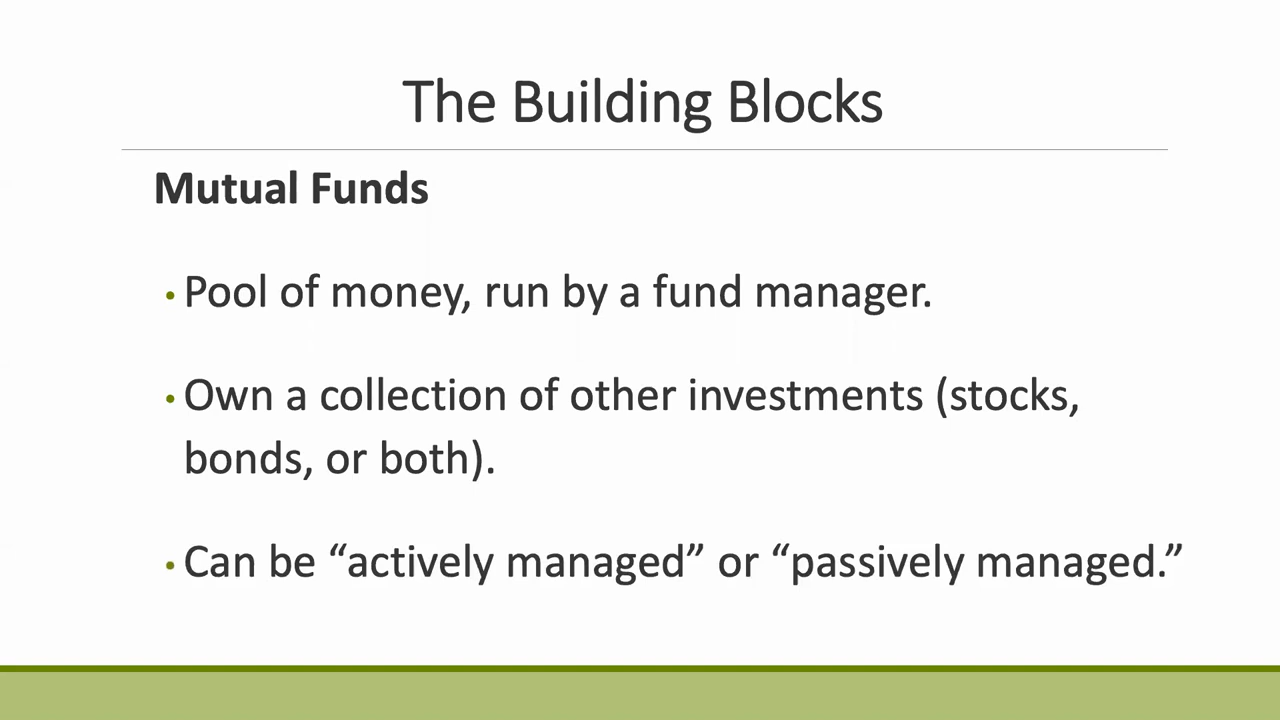 The Building Blocks
Mutual Funds
• Pool of money, run by a fund manager.
• Own a collection of other investments (stocks,
bonds, or both).
• Can be “actively managed” or “passively managed.”